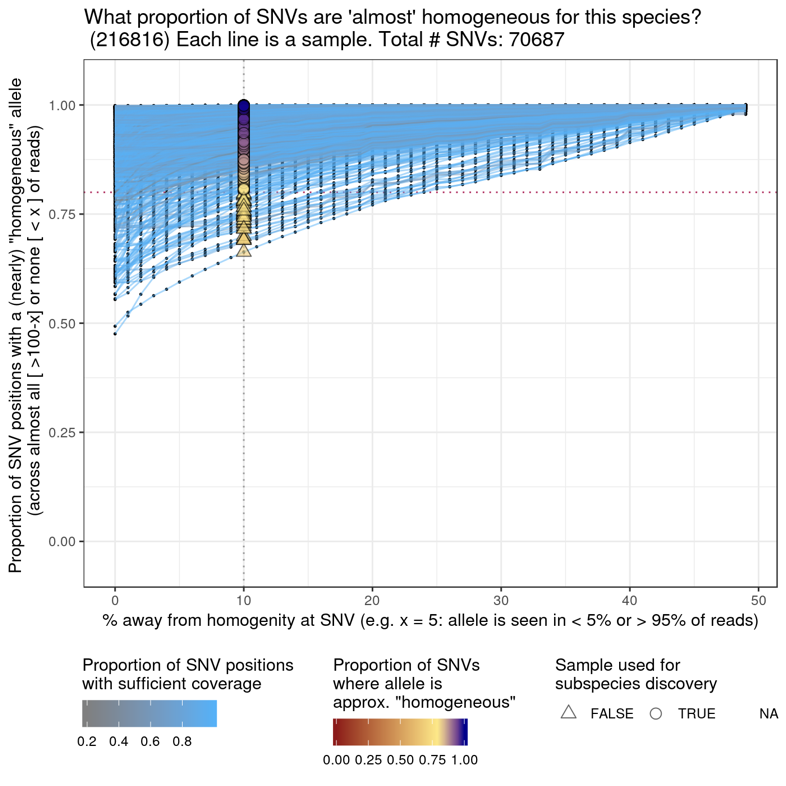 What proportion of SNVs are 'almost' homogeneous for this species?
(216816) Each line is a sample. Total # SNVs: 70687
Proportion of SNV positions with a (nearly) "homogeneous" allele
(across almost all [ >100-x] or none [ < x ] of reads)
1.00
0.75
0.50
0.25
0.00
0 10 20 30 40 50
% away from homogenity at SNV (e.g. x = 5: allele is seen in < 5% or > 95% of reads)
Proportion of SNV positions
with sufficient coverage
0.2 0.4 0.6 0.8
Proportion of SNVs
where allele is
approx. "homogeneous"
0.00 0.25 0.50 0.75 1.00
Sample used for
subspecies discovery
FALSE TRUE NA